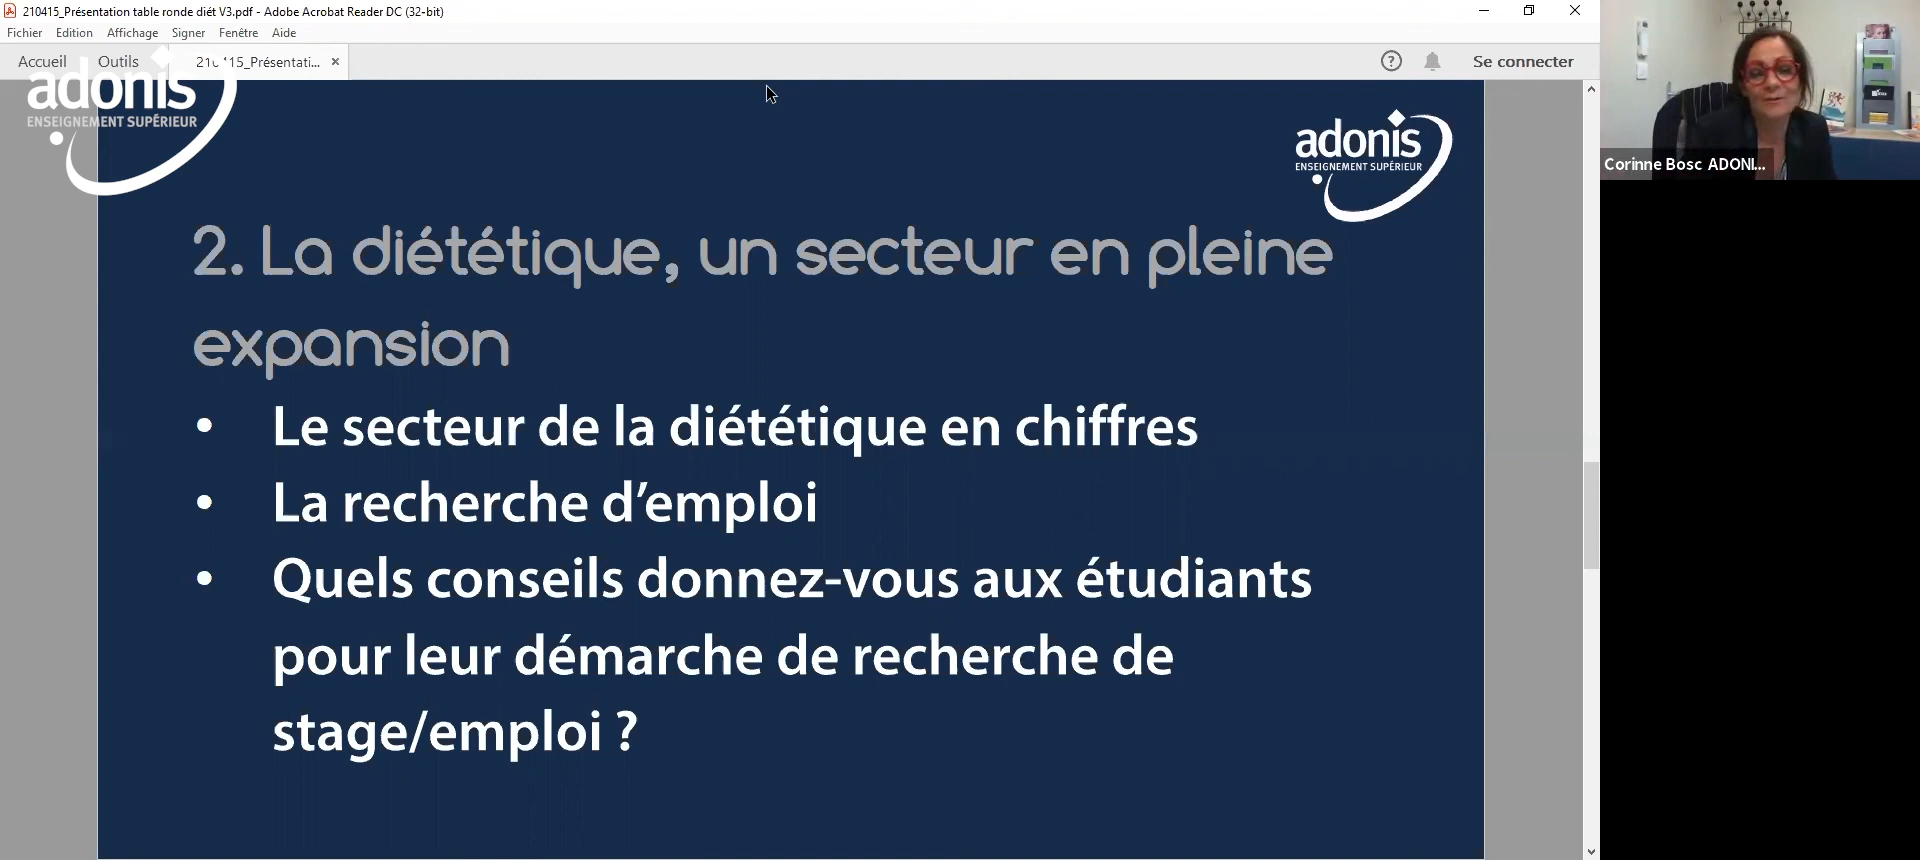 210415_Présentation table ronde diét V3.pdf - Adobe Acrobat Reader DC (32-bit)
Fichier Edition Affichage Signer Fenêtre Aide
Accueil Outils 210415_Présentati... × ? Se connecter
adonis
ENSEIGNEMENT SUPÉRIEUR
adonis
ENSEIGNEMENT SUPÉRIEUR
Corinne Bosc ADONI...
2. La diététique, un secteur en pleine
expansion
• Le secteur de la diététique en chiffres
• La recherche d’emploi
• Quels conseils donnez-vous aux étudiants
pour leur démarche de recherche de
stage/emploi ?